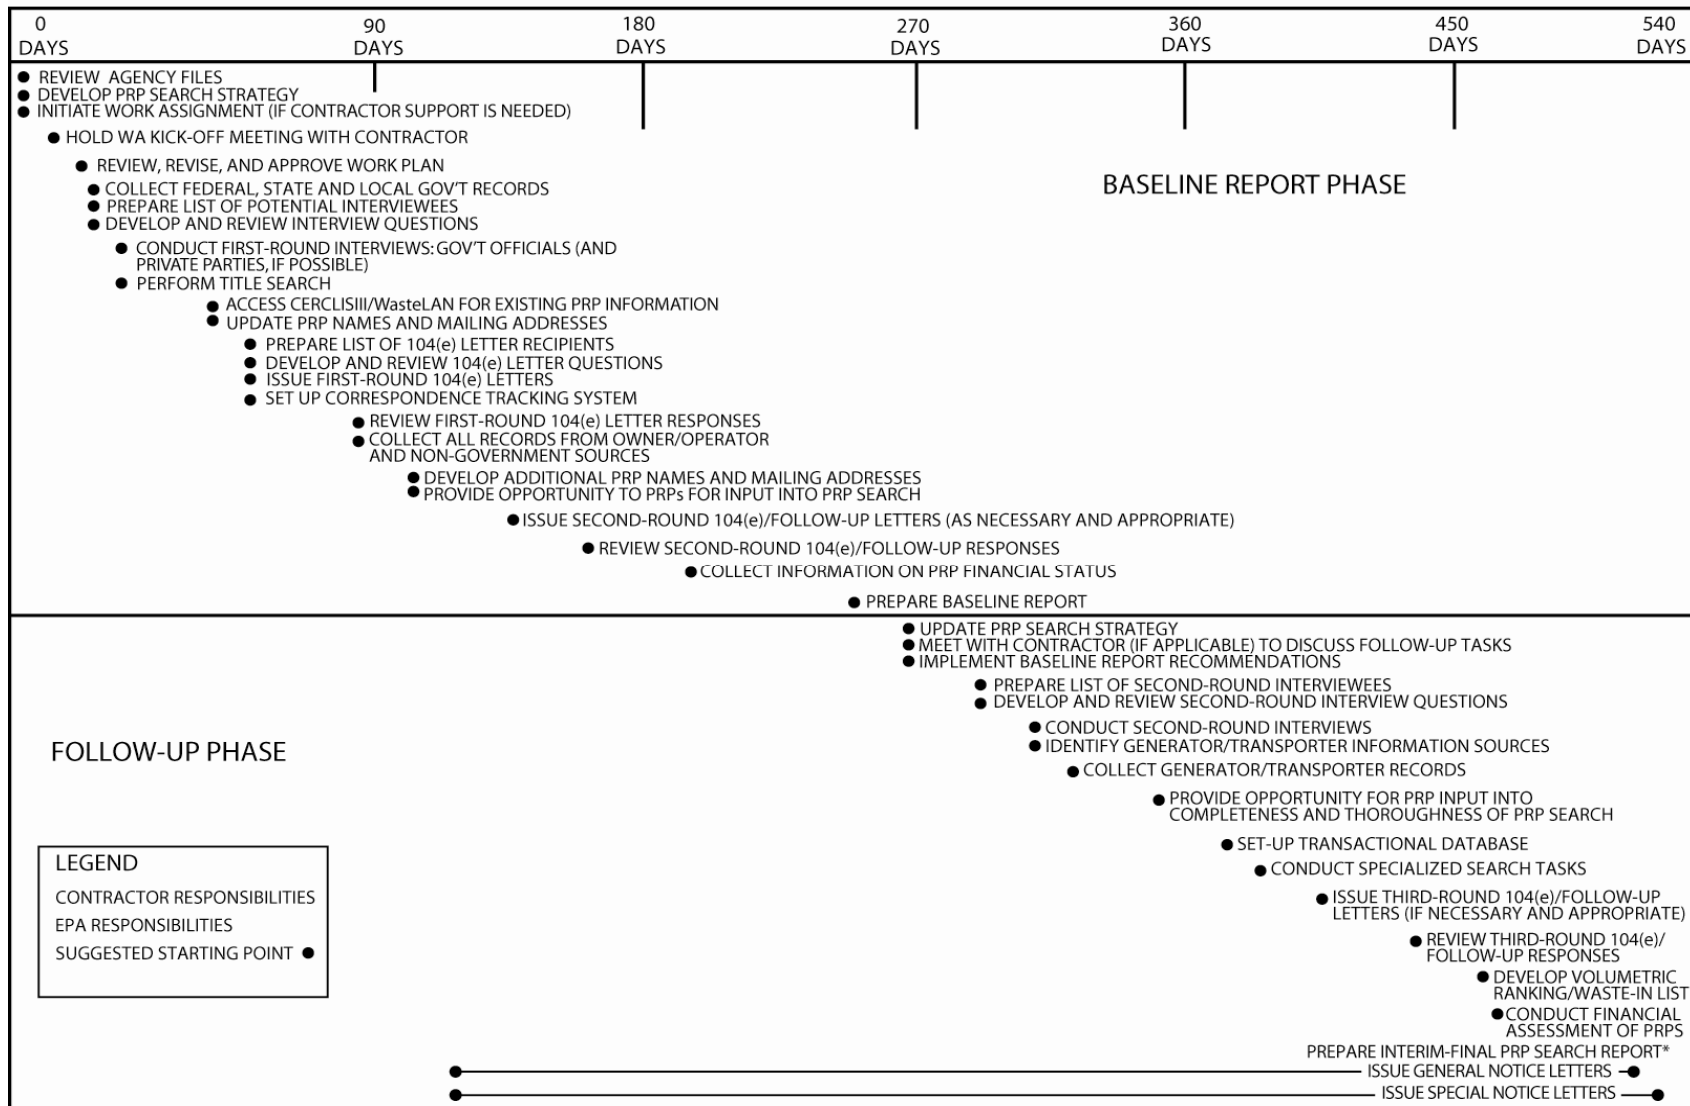 0 90 180 270 360 450 540
DAYS DAYS DAYS DAYS DAYS DAYS DAYS
REVIEW AGENCY FILES
DEVELOP PRP SEARCH STRATEGY
INITIATE WORK ASSIGNMENT (IF CONTRACTOR SUPPORT IS NEEDED)
HOLD WA KICK-OFF MEETING WITH CONTRACTOR
REVIEW, REVISE, AND APPROVE WORK PLAN
BASELINE REPORT PHASE
COLLECT FEDERAL, STATE AND LOCAL GOV'T RECORDS
PREPARE LIST OF POTENTIAL INTERVIEWEES
DEVELOP AND REVIEW INTERVIEW QUESTIONS
CONDUCT FIRST-ROUND INTERVIEWS: GOV'T OFFICIALS (AND
PRIVATE PARTIES, IF POSSIBLE)
PERFORM TITLE SEARCH
ACCESS CERCLISIII/WasteLAN FOR EXISTING PRP INFORMATION
UPDATE PRP NAMES AND MAILING ADDRESSES
PREPARE LIST OF 104(e) LETTER RECIPIENTS
DEVELOP AND REVIEW 104(e) LETTER QUESTIONS
ISSUE FIRST-ROUND 104(e) LETTERS
SET UP CORRESPONDENCE TRACKING SYSTEM
REVIEW FIRST-ROUND 104(e) LETTER RESPONSES
COLLECT ALL RECORDS FROM OWNER/OPERATOR
AND NON-GOVERNMENT SOURCES
DEVELOP ADDITIONAL PRP NAMES AND MAILING ADDRESSES
PROVIDE OPPORTUNITY TO PRPs FOR INPUT INTO PRP SEARCH
ISSUE SECOND-ROUND 104(e)/FOLLOW-UP LETTERS (AS NECESSARY AND APPROPRIATE)
REVIEW SECOND-ROUND 104(e)/FOLLOW-UP RESPONSES
COLLECT INFORMATION ON PRP FINANCIAL STATUS
PREPARE BASELINE REPORT
UPDATE PRP SEARCH STRATEGY
MEET WITH CONTRACTOR (IF APPLICABLE) TO DISCUSS FOLLOW-UP TASKS
IMPLEMENT BASELINE REPORT RECOMMENDATIONS
PREPARE LIST OF SECOND-ROUND INTERVIEWEES
DEVELOP AND REVIEW SECOND-ROUND INTERVIEW QUESTIONS
CONDUCT SECOND-ROUND INTERVIEWS
IDENTIFY GENERATOR/TRANSPORTER INFORMATION SOURCES
FOLLOW-UP PHASE
COLLECT GENERATOR/TRANSPORTER RECORDS
PROVIDE OPPORTUNITY FOR PRP INPUT INTO
COMPLETENESS AND THOROUGHNESS OF PRP SEARCH
SET-UP TRANSACTIONAL DATABASE
CONDUCT SPECIALIZED SEARCH TASKS
ISSUE THIRD-ROUND 104(e)/FOLLOW-UP
LETTERS (IF NECESSARY AND APPROPRIATE)
REVIEW THIRD-ROUND 104(e)/
FOLLOW-UP RESPONSES
DEVELOP VOLUMETRIC
RANKING/WASTE-IN LIST
CONDUCT FINANCIAL
ASSESSMENT OF PRPS
PREPARE INTERIM-FINAL PRP SEARCH REPORT*
ISSUE GENERAL NOTICE LETTERS
ISSUE SPECIAL NOTICE LETTERS
LEGEND
CONTRACTOR RESPONSIBILITIES
EPA RESPONSIBILITIES
SUGGESTED STARTING POINT